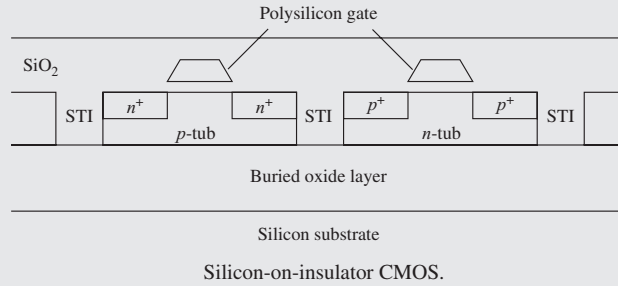 Polysilicon gate
SiO₂
STI n⁺ n⁺ STI p⁺ p⁺ STI
p-tub n-tub
Buried oxide layer
Silicon substrate
Silicon-on-insulator CMOS.